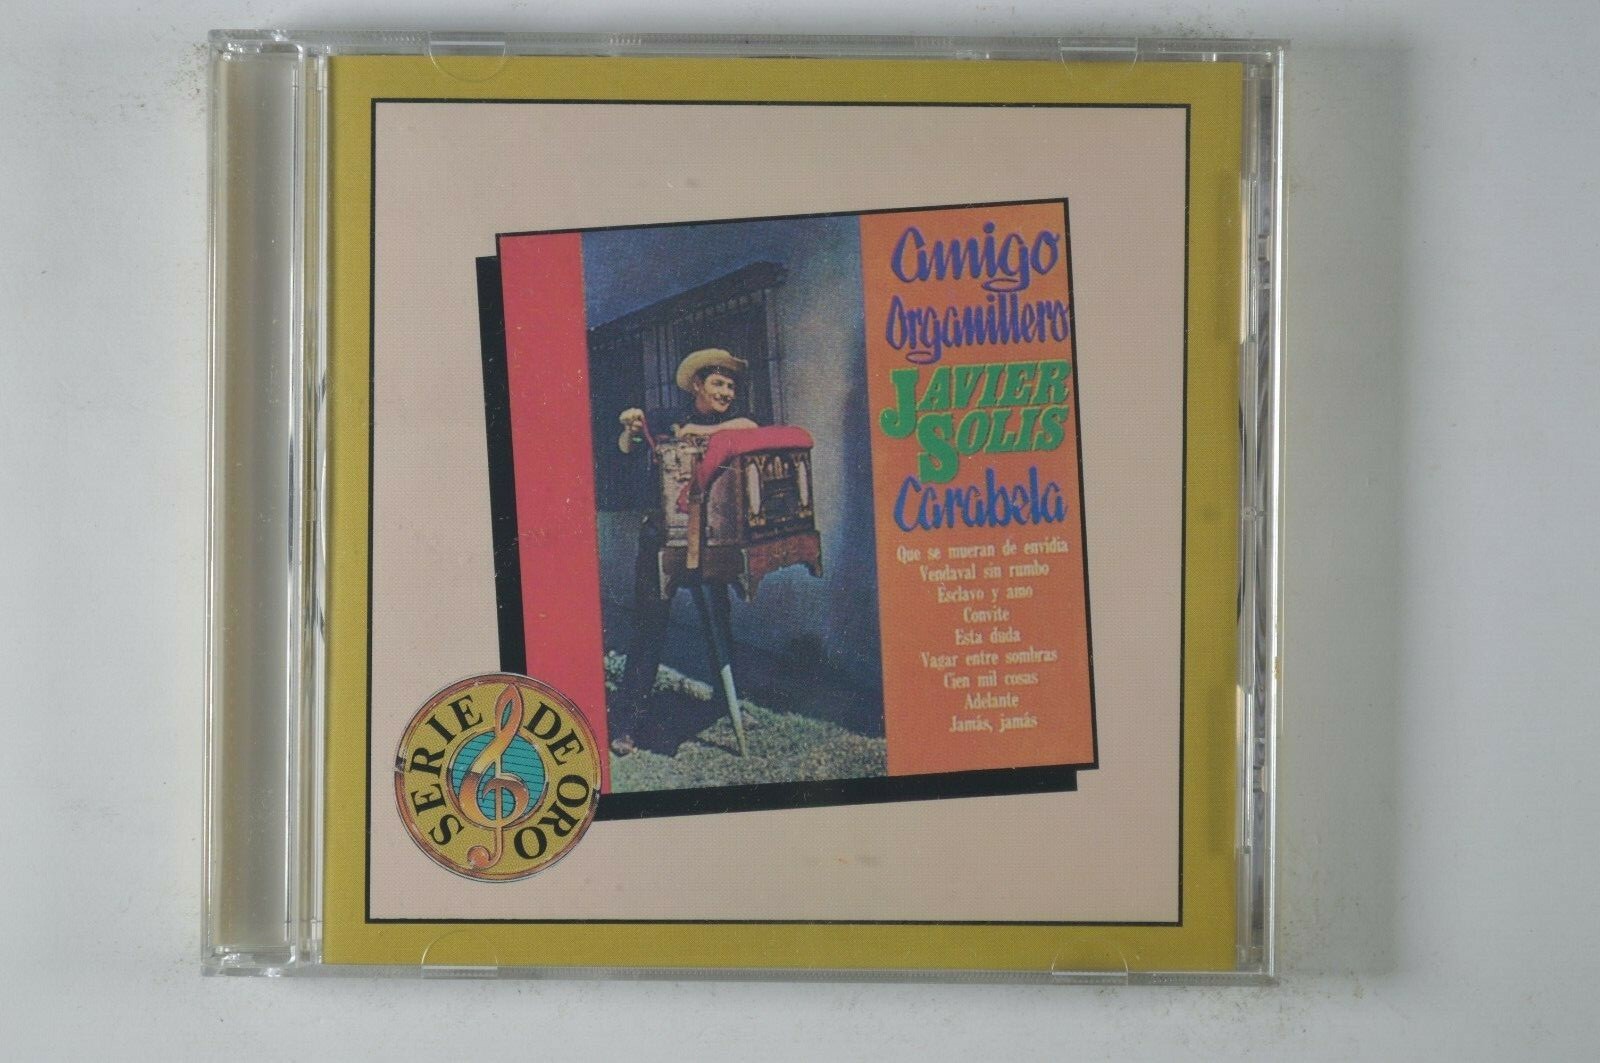 Amigo
Organillero
JAVIER
SOLIS
Carabela
Que se mueran de envidia
Vendaval sin rumbo
Esclavo y amo
Convite
Esta duda
Vagar entre sombras
Cien mil cosas
Adelante
Jamás, jamás
SERIE DE ORO